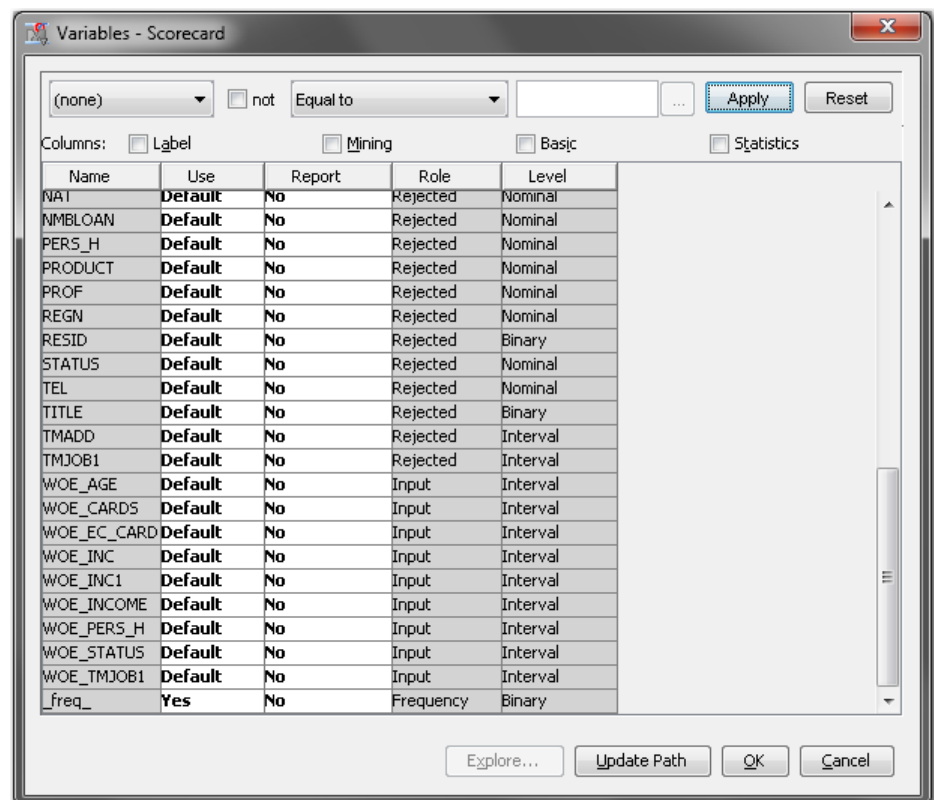 Variables - Scorecard
(none) not Equal to ... Apply Reset
Columns: Label Mining Basic Statistics
Name Use Report Role Level
NAT Default No Rejected Nominal
NMBLOAN Default No Rejected Nominal
PERS_H Default No Rejected Nominal
PRODUCT Default No Rejected Nominal
PROF Default No Rejected Nominal
REGN Default No Rejected Nominal
RESID Default No Rejected Binary
STATUS Default No Rejected Nominal
TEL Default No Rejected Nominal
TITLE Default No Rejected Binary
TMADD Default No Rejected Interval
TMJOB1 Default No Rejected Interval
WOE_AGE Default No Input Interval
WOE_CARDS Default No Input Interval
WOE_EC_CARD Default No Input Interval
WOE_INC Default No Input Interval
WOE_INC1 Default No Input Interval
WOE_INCOME Default No Input Interval
WOE_PERS_H Default No Input Interval
WOE_STATUS Default No Input Interval
WOE_TMJOB1 Default No Input Interval
_freq_ Yes No Frequency Binary
Explore... Update Path OK Cancel